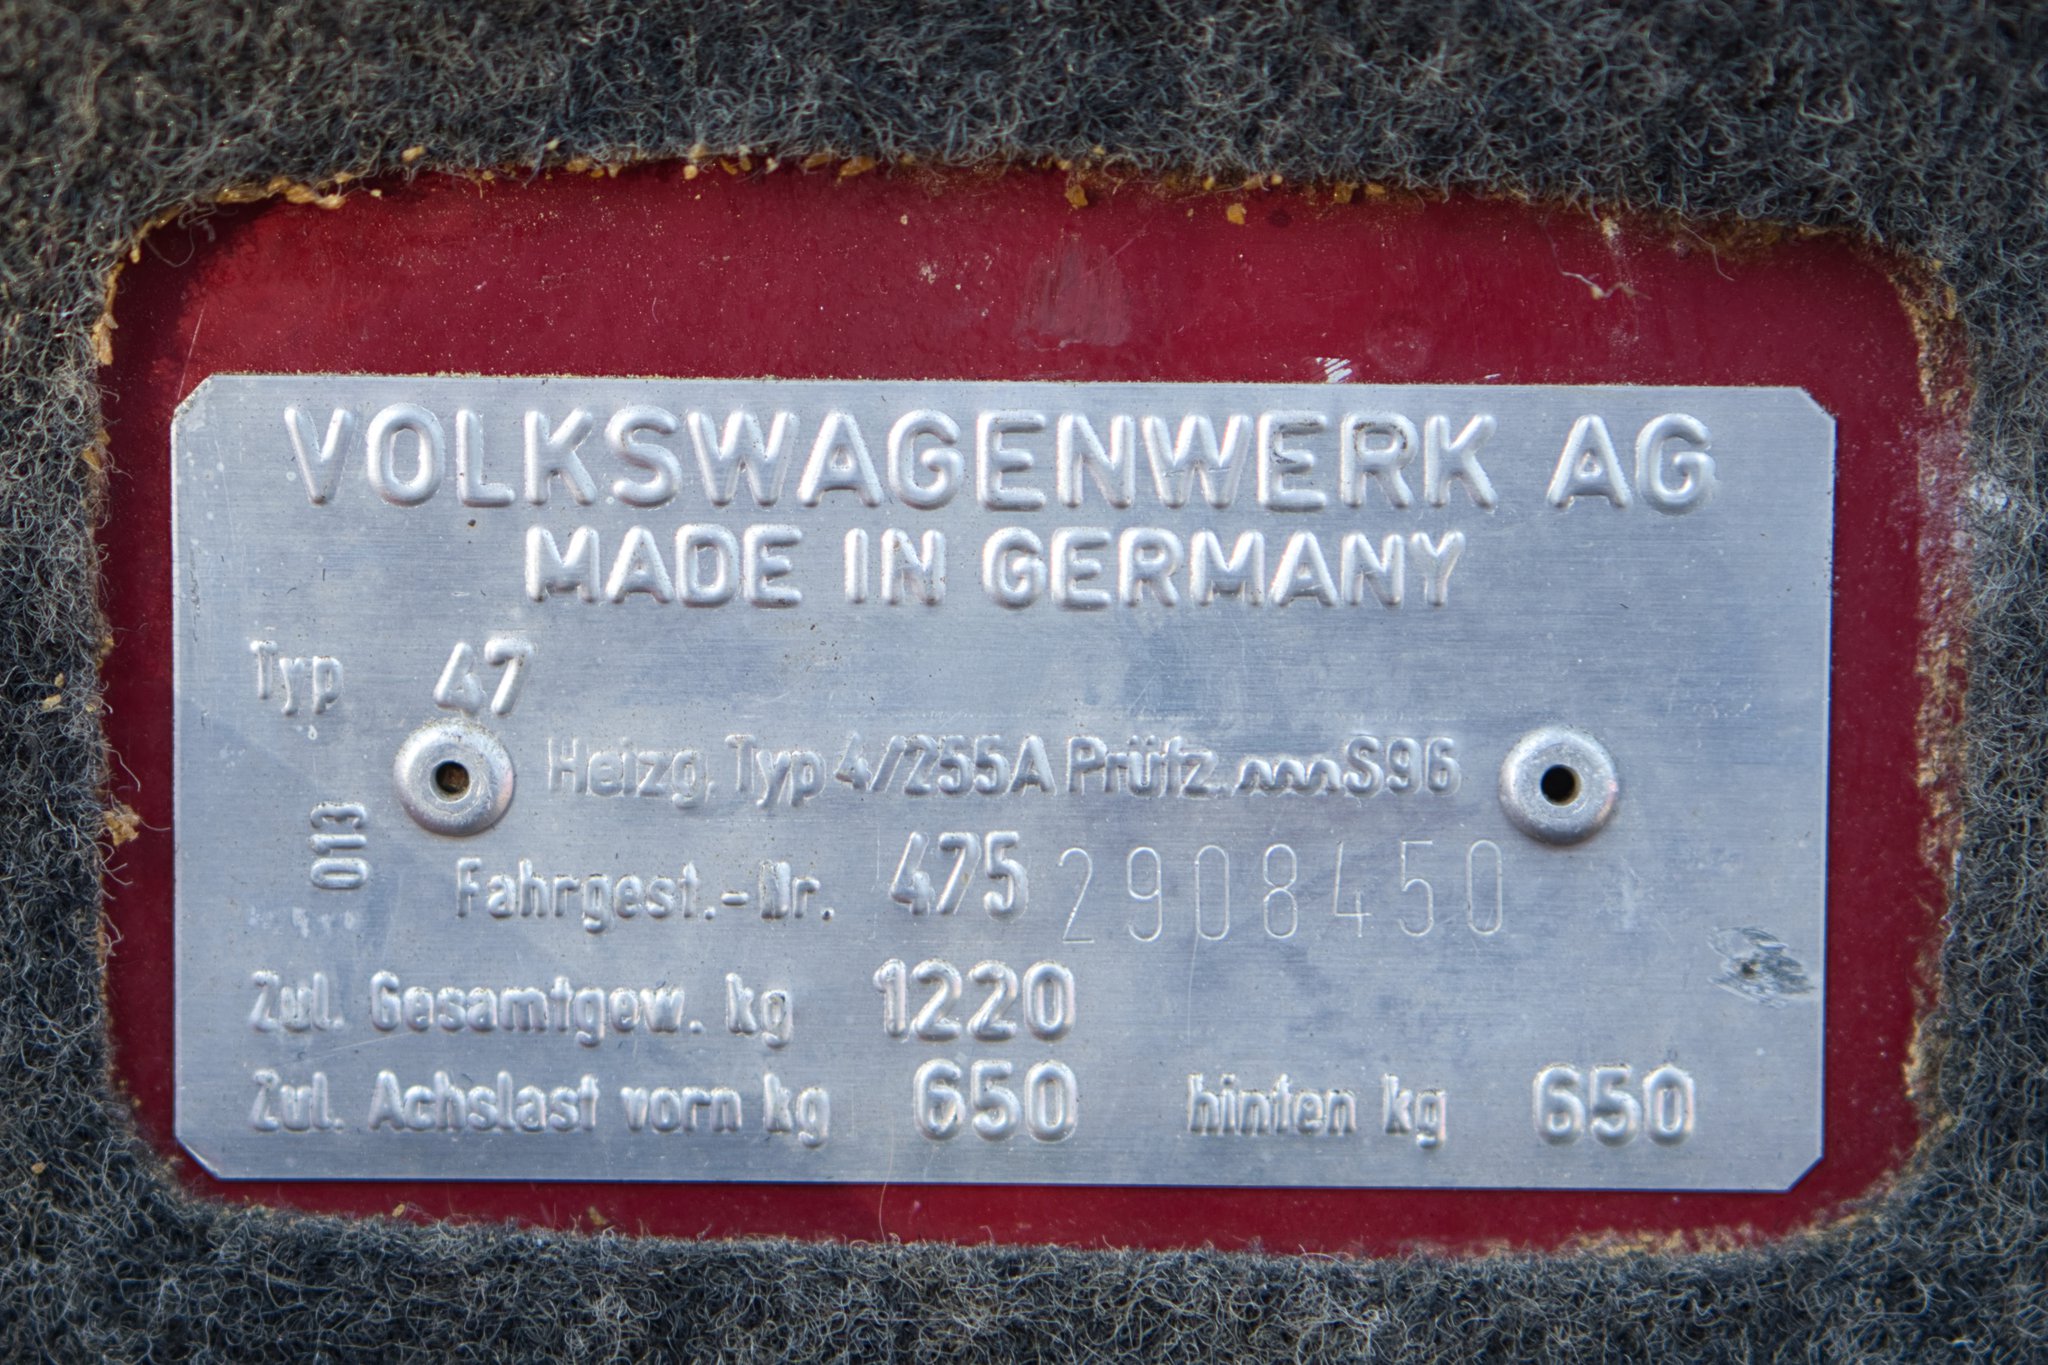 VOLKSWAGENWERK AG
MADE IN GERMANY
Typ 47
Heizg. Typ 4/255A Prüfz. S96
013
Fahrgest.-Nr. 475 2908450
Zul. Gesamtgew. kg 1220
Zul. Achslast vorn kg 650 hinten kg 650